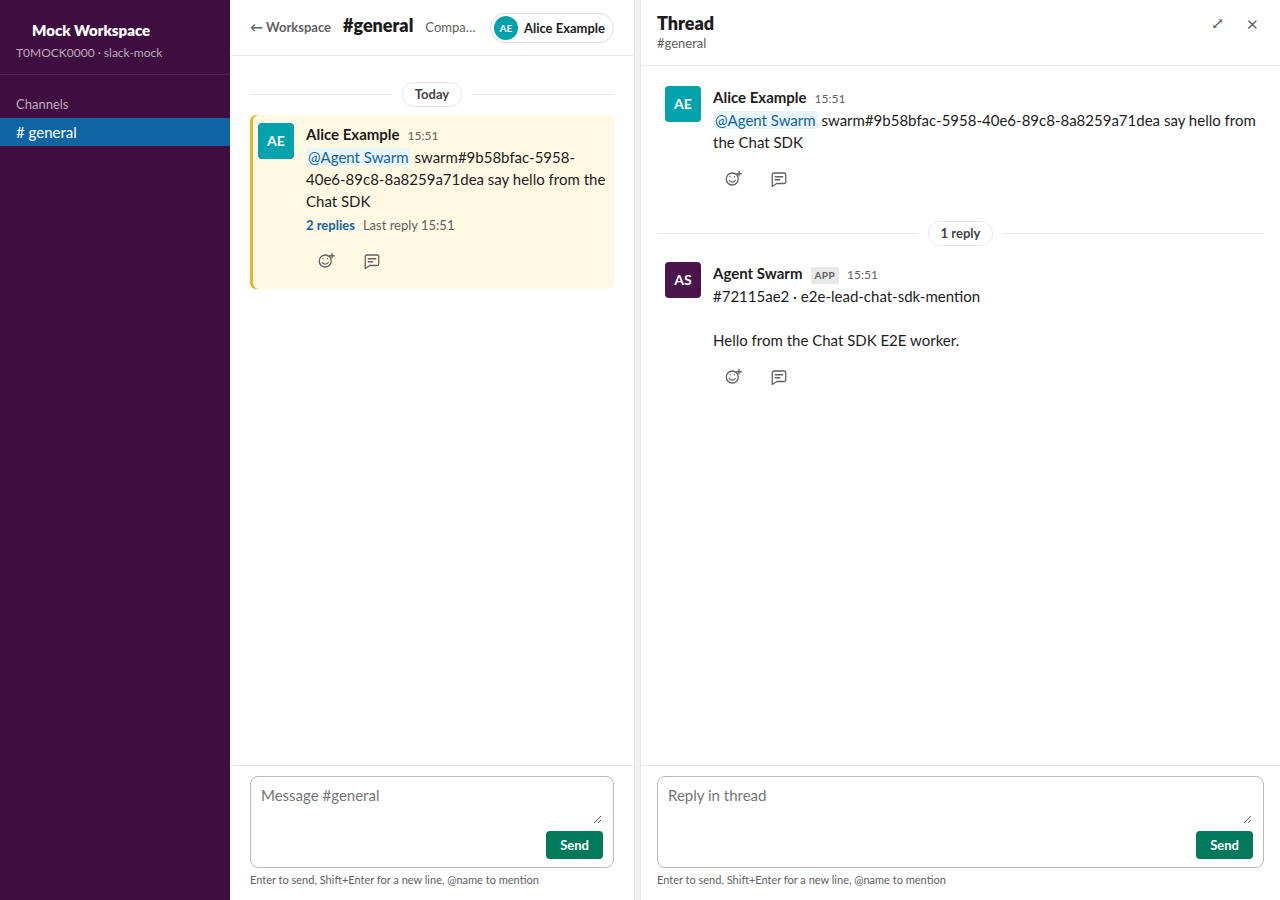 Mock Workspace
T0MOCK0000 · slack-mock
Channels
# general
← Workspace #general Compa... AE Alice Example
Today
AE Alice Example 15:51
@Agent Swarm swarm#9b58bfac-5958-
40e6-89c8-8a8259a71dea say hello from the
Chat SDK
2 replies Last reply 15:51
Message #general
Send
Enter to send, Shift+Enter for a new line, @name to mention
Thread
#general
AE Alice Example 15:51
@Agent Swarm swarm#9b58bfac-5958-40e6-89c8-8a8259a71dea say hello from
the Chat SDK
1 reply
AS Agent Swarm APP 15:51
#72115ae2 · e2e-lead-chat-sdk-mention
Hello from the Chat SDK E2E worker.
Reply in thread
Send
Enter to send, Shift+Enter for a new line, @name to mention